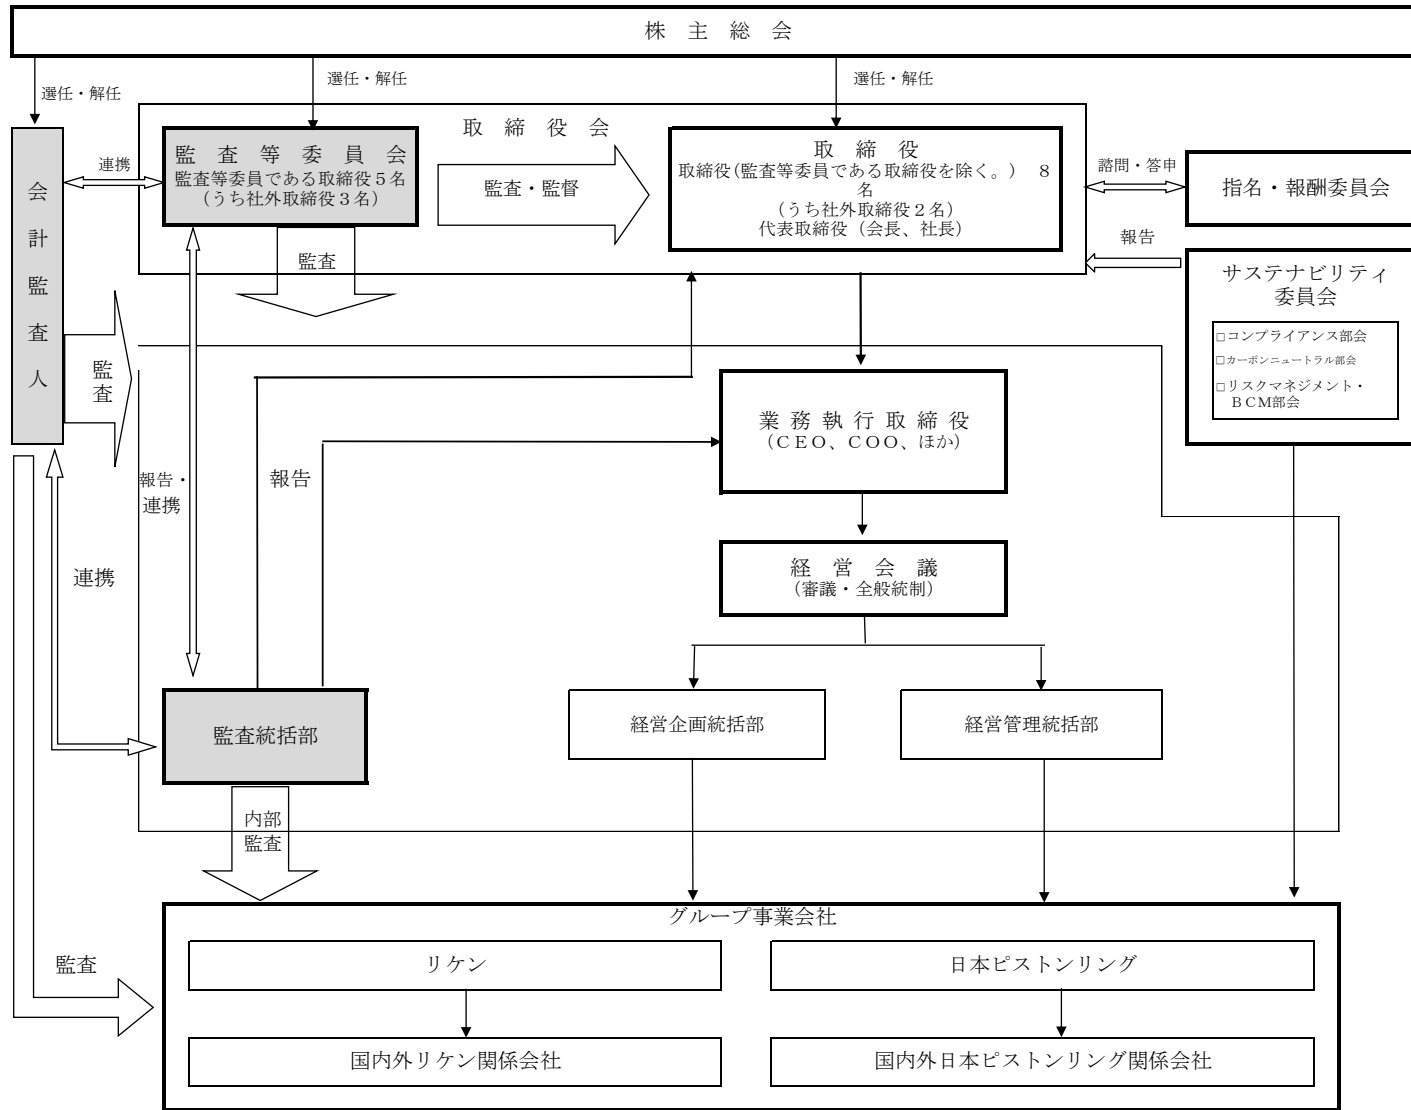 株 主 総 会
選任・解任
選任・解任
選任・解任
取 締 役 会
会計監査人
連携
監 査 等 委 員 会
監査等委員である取締役５名
（うち社外取締役３名）
監査・監督
取 締 役
取締役（監査等委員である取締役を除く。） ８
名
（うち社外取締役２名）
代表取締役（会長、社長）
諮問・答申
指名・報酬委員会
報告
サステナビリティ
委員会
□コンプライアンス部会
□カーボンニュートラル部会
□リスクマネジメント・
ＢＣＭ部会
監査
監
査
業 務 執 行 取 締 役
（ＣＥＯ、ＣＯＯ、ほか）
報告・
連携
報告
連携
経 営 会 議
（審議・全般統制）
監査統括部
経営企画統括部
経営管理統括部
内部
監査
監査
グループ事業会社
リケン
日本ピストンリング
国内外リケン関係会社
国内外日本ピストンリング関係会社